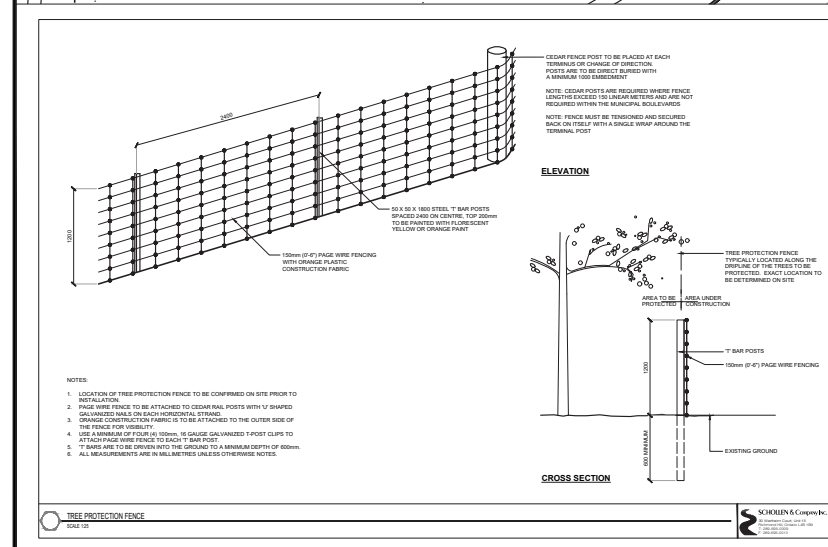 CEDAR FENCE POST TO BE PLACED AT EACH
TERMINUS OR CHANGE OF DIRECTION.
POSTS ARE TO BE DIRECT BURIED WITH
A MINIMUM 1000 EMBEDMENT
NOTE: CEDAR POSTS ARE REQUIRED WHERE FENCE
LENGTHS EXCEED 150 LINEAR METERS AND ARE NOT
REQUIRED WITHIN THE MUNICIPAL BOULEVARDS
NOTE: FENCE MUST BE TENSIONED AND SECURED
BACK ON ITSELF WITH A SINGLE WRAP AROUND THE
TERMINAL POST
2400
ELEVATION
1200
50 X 50 X 1800 STEEL 'T' BAR POSTS
SPACED 2400 ON CENTRE, TOP 200mm
TO BE PAINTED WITH FLORESCENT
YELLOW OR ORANGE PAINT
150mm (0'-6") PAGE WIRE FENCING
WITH ORANGE PLASTIC
CONSTRUCTION FABRIC
TREE PROTECTION FENCE
TYPICALLY LOCATED ALONG THE
DRIPLINE OF THE TREES TO BE
PROTECTED. EXACT LOCATION TO
BE DETERMINED ON SITE
AREA TO BE PROTECTED
AREA UNDER CONSTRUCTION
'T' BAR POSTS
150mm (0'-6") PAGE WIRE FENCING
1200
600 MINIMUM
EXISTING GROUND
CROSS SECTION
NOTES:
1. LOCATION OF TREE PROTECTION FENCE TO BE CONFIRMED ON SITE PRIOR TO
INSTALLATION.
2. PAGE WIRE FENCE TO BE ATTACHED TO CEDAR RAIL POSTS WITH 'U' SHAPED
GALVANIZED NAILS ON EACH HORIZONTAL STRAND.
3. ORANGE CONSTRUCTION FABRIC IS TO BE ATTACHED TO THE OUTER SIDE OF
THE FENCE FOR VISIBILITY.
4. USE A MINIMUM OF FOUR (4) 100mm, 16 GAUGE GALVANIZED T-POST CLIPS TO
ATTACH PAGE WIRE FENCE TO EACH 'T' BAR POST.
5. 'T' BARS ARE TO BE DRIVEN INTO THE GROUND TO A MINIMUM DEPTH OF 600mm.
6. ALL MEASUREMENTS ARE IN MILLIMETRES UNLESS OTHERWISE NOTES.
TREE PROTECTION FENCE
SCALE 1:25
SCHOLLEN & Company Inc.